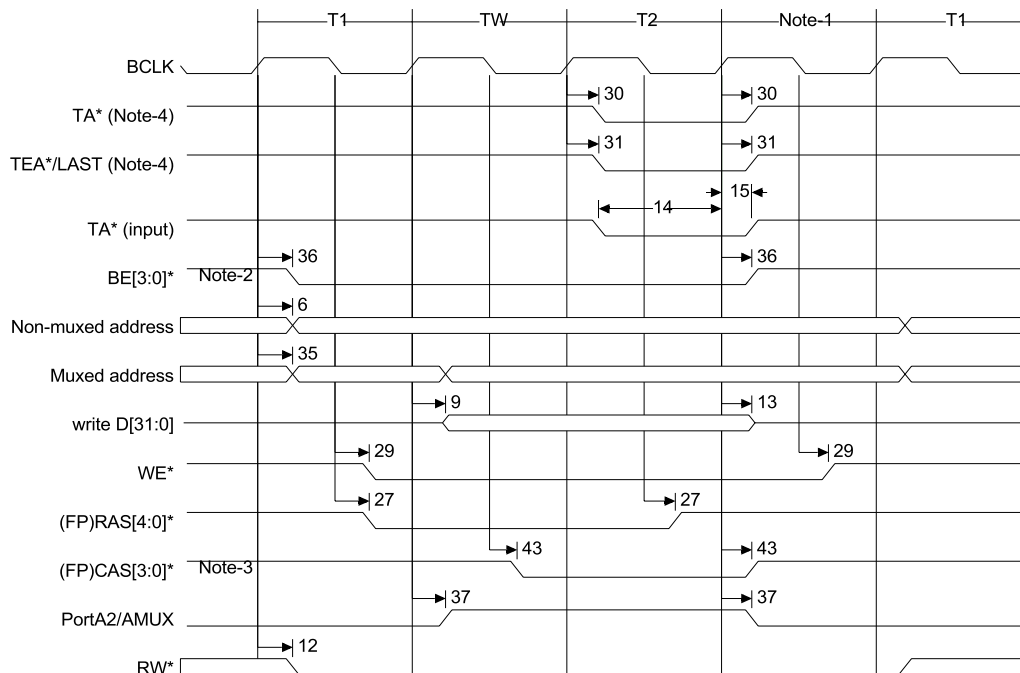 T1 TW T2 Note-1 T1
BCLK
30 30
TA* (Note-4)
31 31
TEA*/LAST (Note-4)
15
14
TA* (input)
36 36
BE[3:0]* Note-2
6
Non-muxed address
35
Muxed address
9 13
write D[31:0]
29 29
WE*
27 27
(FP)RAS[4:0]*
43 43
(FP)CAS[3:0]* Note-3
37 37
PortA2/AMUX
12
RW*